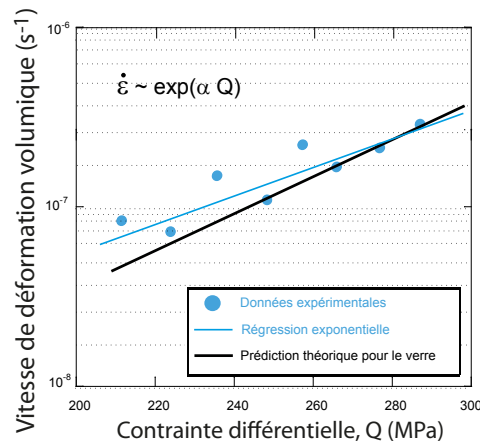 Vitesse de déformation volumique (s⁻¹)
10⁻⁶
10⁻⁷
10⁻⁸
ε̇ ~ exp(α Q)
Données expérimentales
Régression exponentielle
Prédiction théorique pour le verre
200 220 240 260 280 300
Contrainte différentielle, Q (MPa)